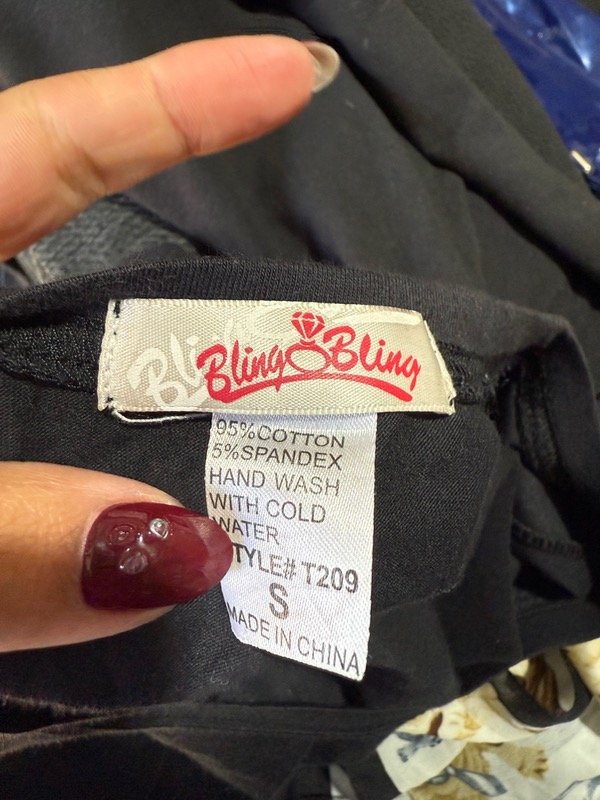 Bling Bling
95%COTTON
5%SPANDEX
HAND WASH
WITH COLD
WATER
STYLE# T209
S
MADE IN CHINA